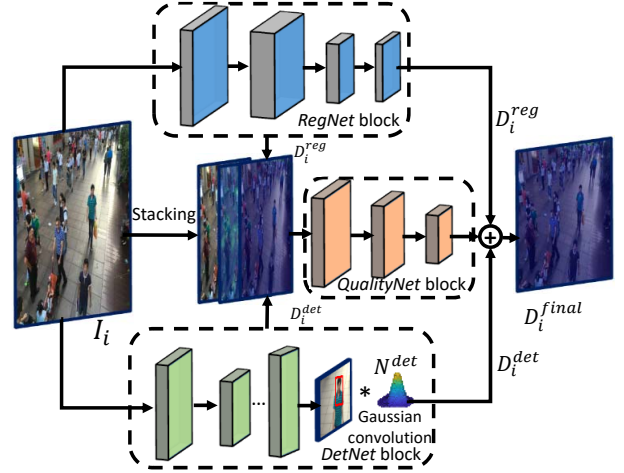 RegNet block
D_i^{reg}
D_i^{reg}
Stacking
QualityNet block
I_i
D_i^{det}
D_i^{final}
D_i^{det}
N^{det}
...
*
Gaussian
convolution
DetNet block
+